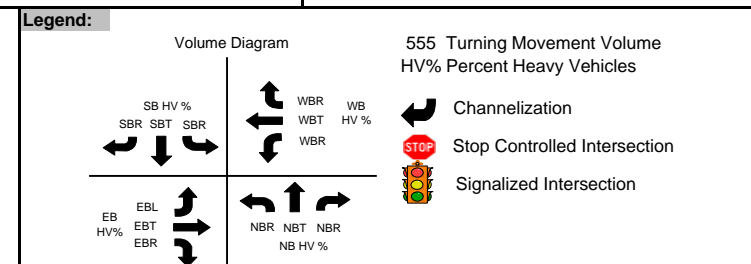 Legend:
Volume Diagram
SB HV %
SBR SBT SBR
WBR
WBT
WBR
WB
HV %
EB
HV%
EBL
EBT
EBR
NBR NBT NBR
NB HV %
555 Turning Movement Volume
HV% Percent Heavy Vehicles
Channelization
STOP Stop Controlled Intersection
Signalized Intersection